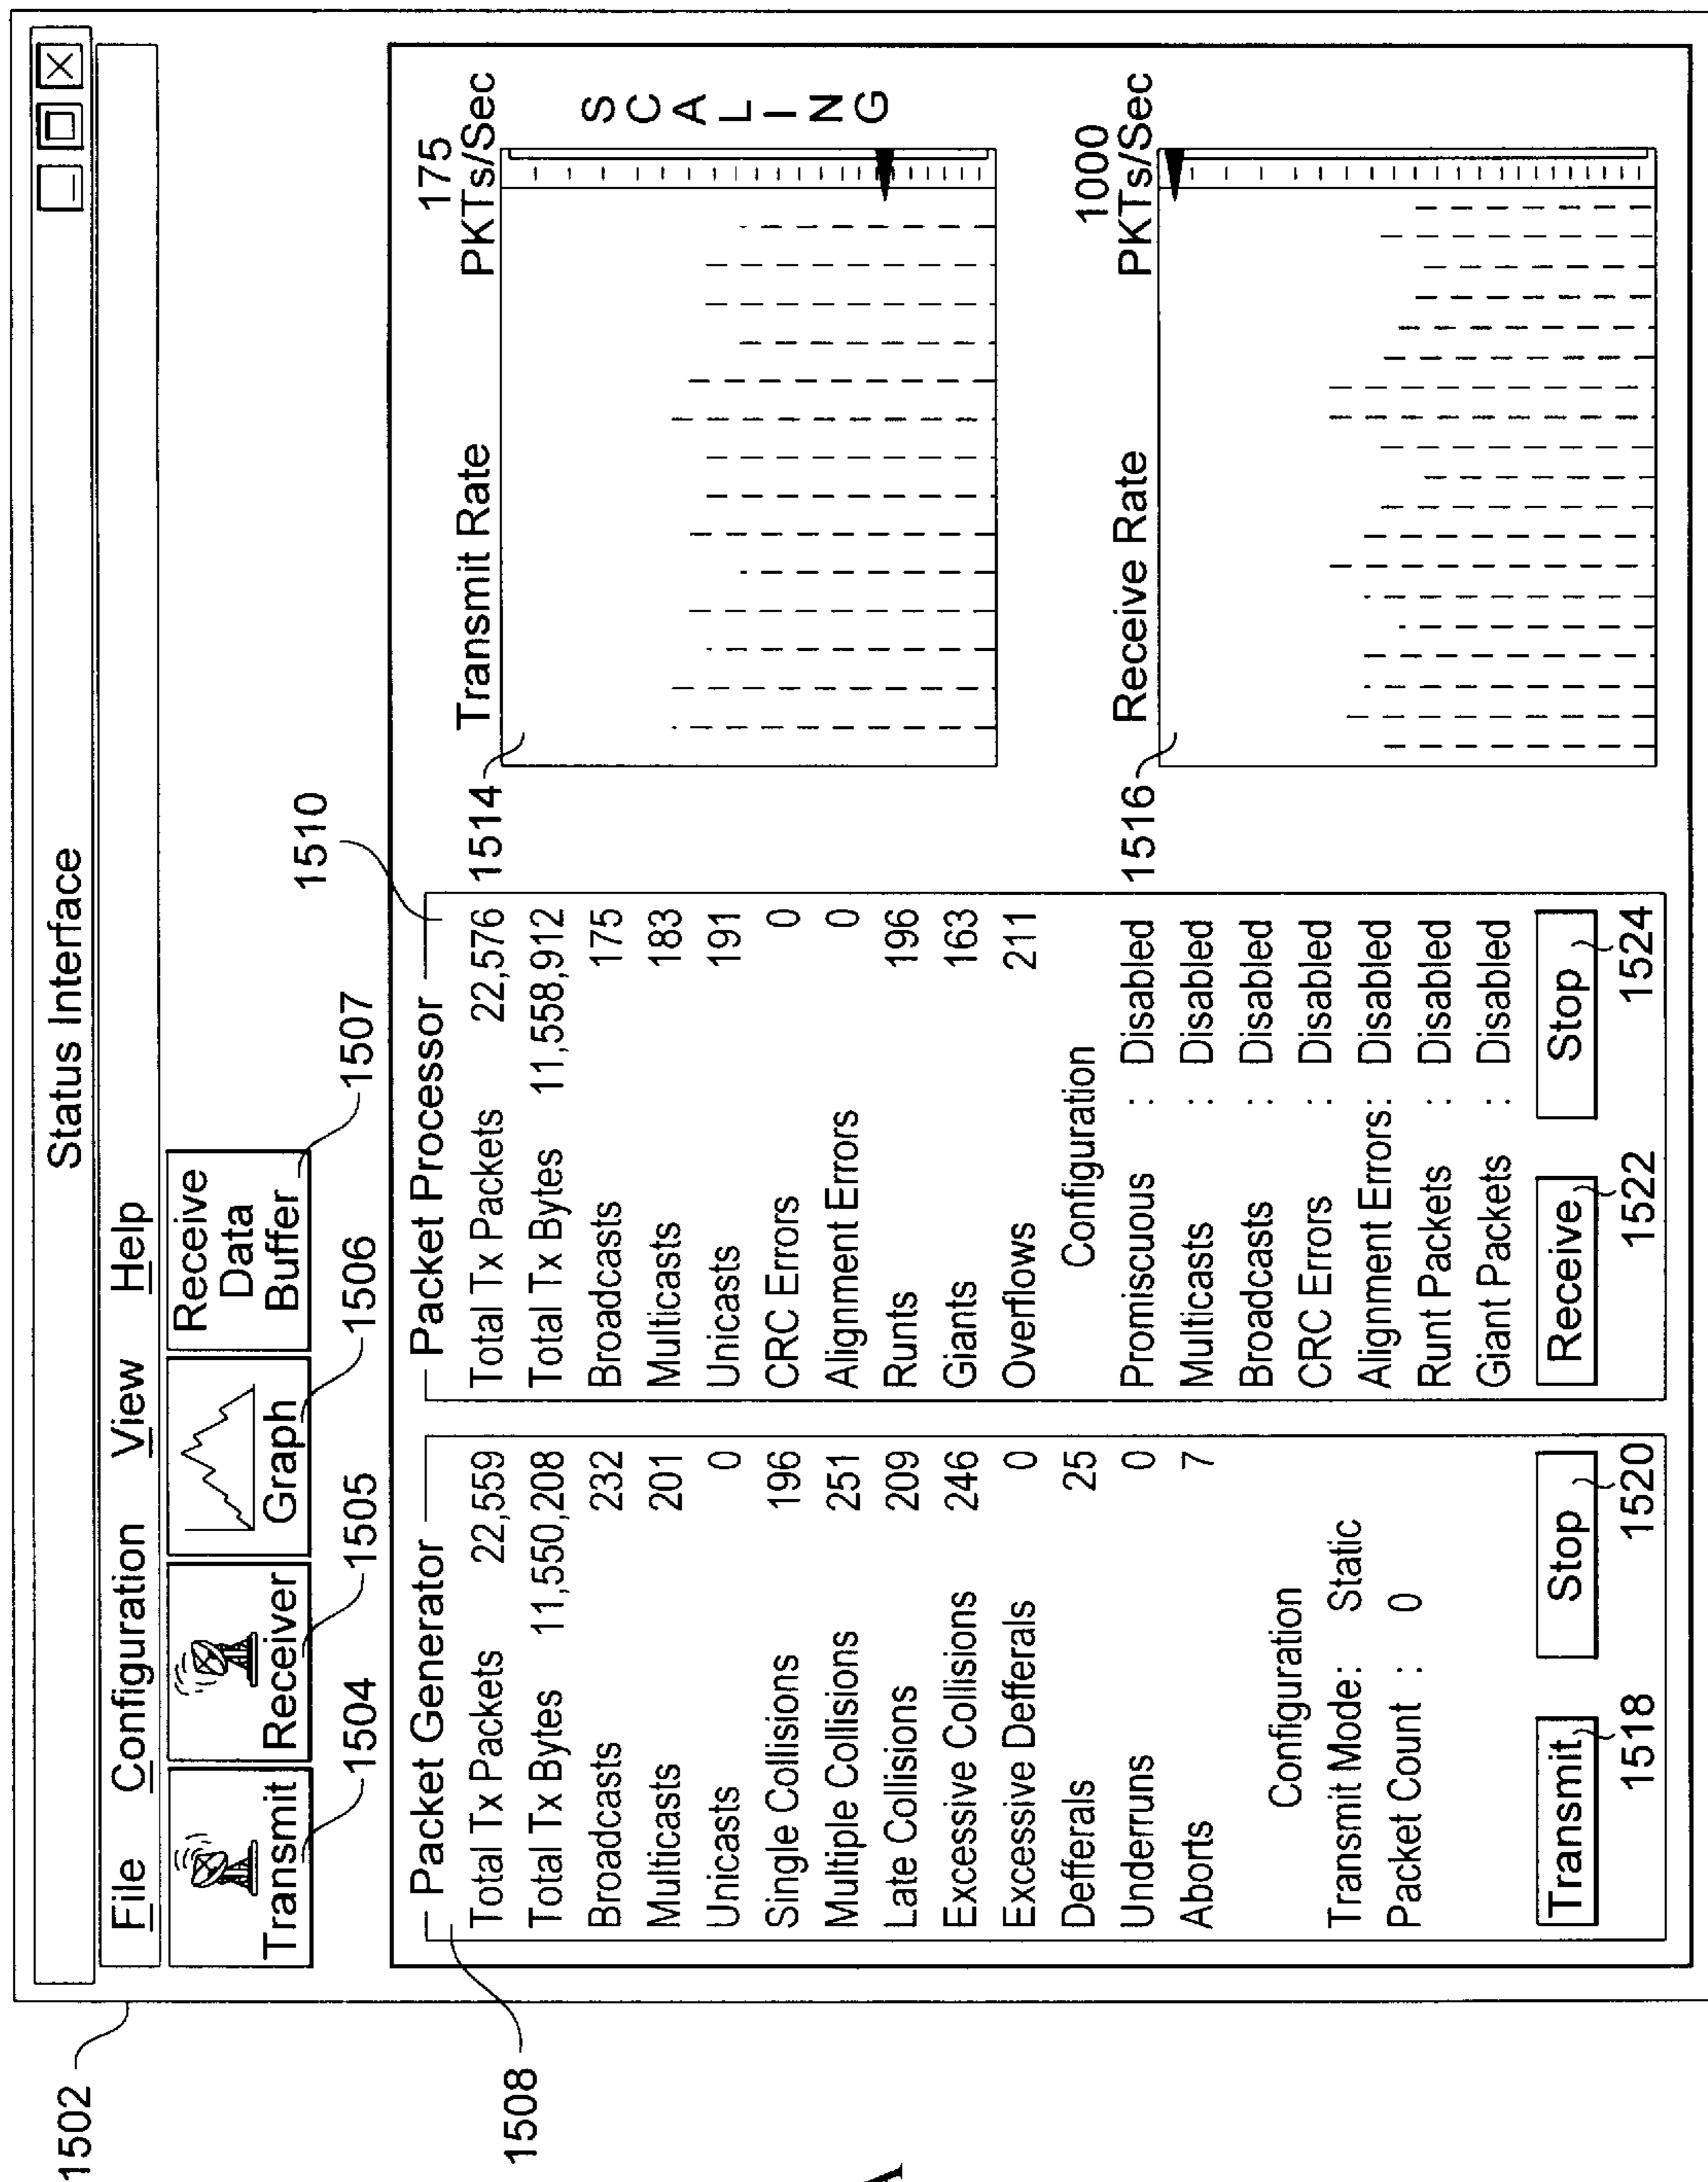 1502
Status Interface
File Configuration View Help
Transmit
Receiver
Graph
Receive
Data
Buffer
1504
1505
1506
1507
1508
Packet Generator
Total Tx Packets 22,559
Total Tx Bytes 11,550,208
Broadcasts 232
Multicasts 201
Unicasts 0
Single Collisions 196
Multiple Collisions 251
Late Collisions 209
Excessive Collisions 246
Excessive Defferals 0
Defferals 25
Underruns 0
Aborts 7
Configuration
Transmit Mode: Static
Packet Count : 0
Transmit
Stop
1518
1520
1510
Packet Processor
Total Tx Packets 22,576
Total Tx Bytes 11,558,912
Broadcasts 175
Multicasts 183
Unicasts 191
CRC Errors 0
Alignment Errors 0
Runts 196
Giants 163
Overflows 211
Configuration
Promiscuous : Disabled
Multicasts : Disabled
Broadcasts : Disabled
CRC Errors : Disabled
Alignment Errors: Disabled
Runt Packets : Disabled
Giant Packets : Disabled
Receive
Stop
1522
1524
1514
Transmit Rate
175
PKTs/Sec
SCALING
1516
Receive Rate
1000
PKTs/Sec
A